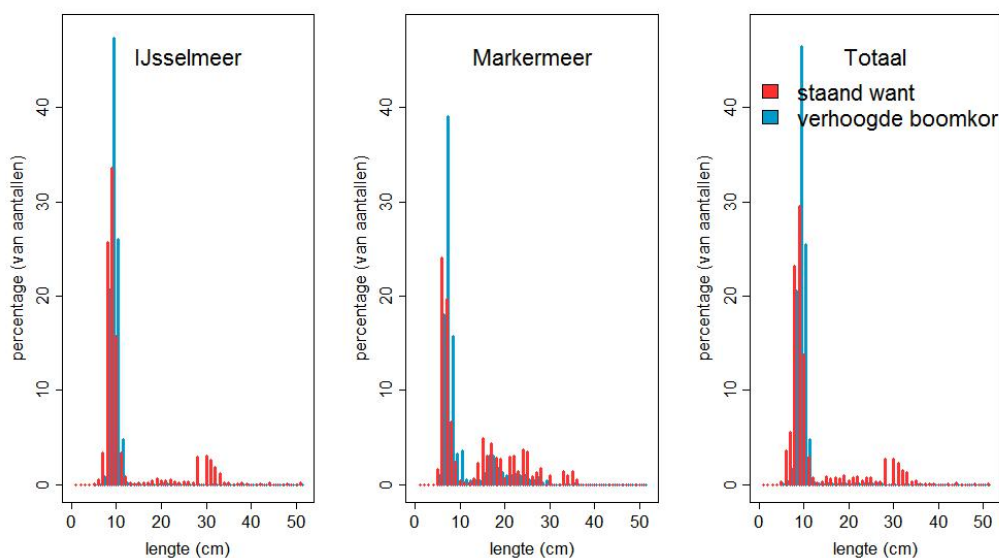 IJsselmeer
percentage (van aantallen)
0 10 20 30 40
0 10 20 30 40 50
lengte (cm)
Markermeer
percentage (van aantallen)
0 10 20 30 40
0 10 20 30 40 50
lengte (cm)
Totaal
staand want
verhoogde boomkor
percentage (van aantallen)
0 10 20 30 40
0 10 20 30 40 50
lengte (cm)